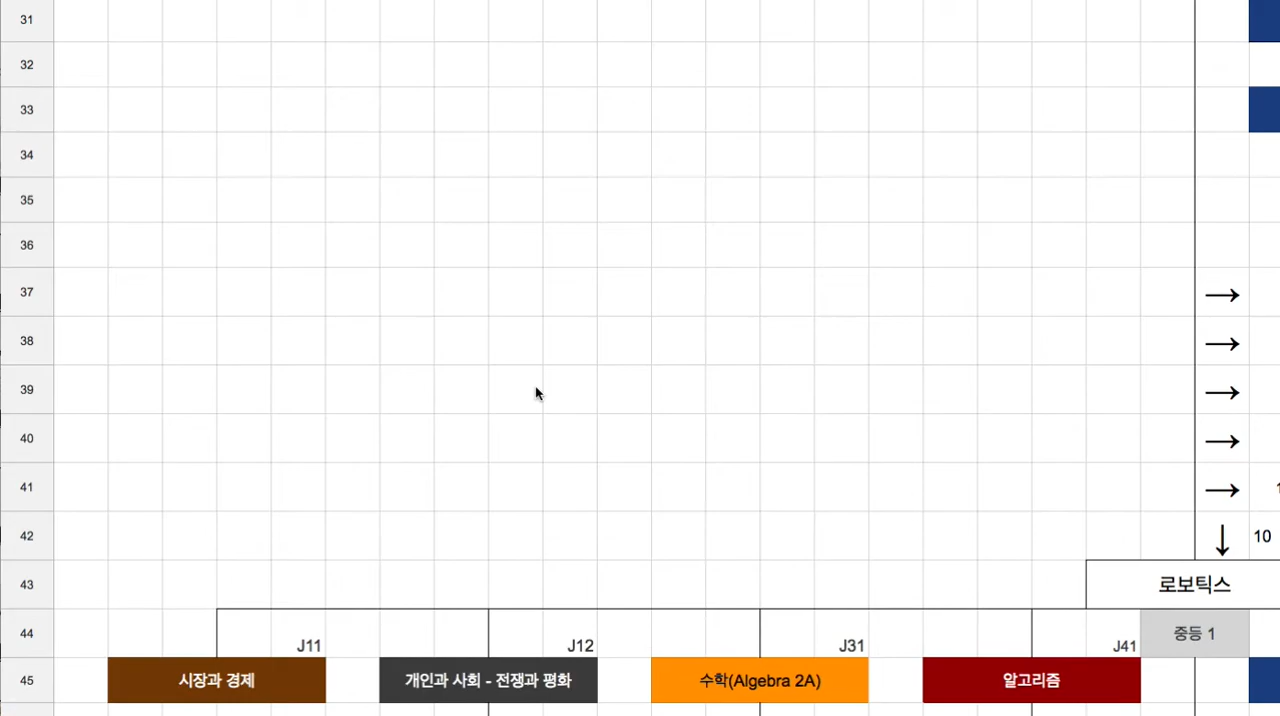 31
32
33
34
35
36
37 →
38 →
39 →
40 →
41 →
42 ↓ 10
43 로보틱스
44 J11 J12 J31 J41 중등 1
45 시장과 경제 개인과 사회 - 전쟁과 평화 수학(Algebra 2A) 알고리즘